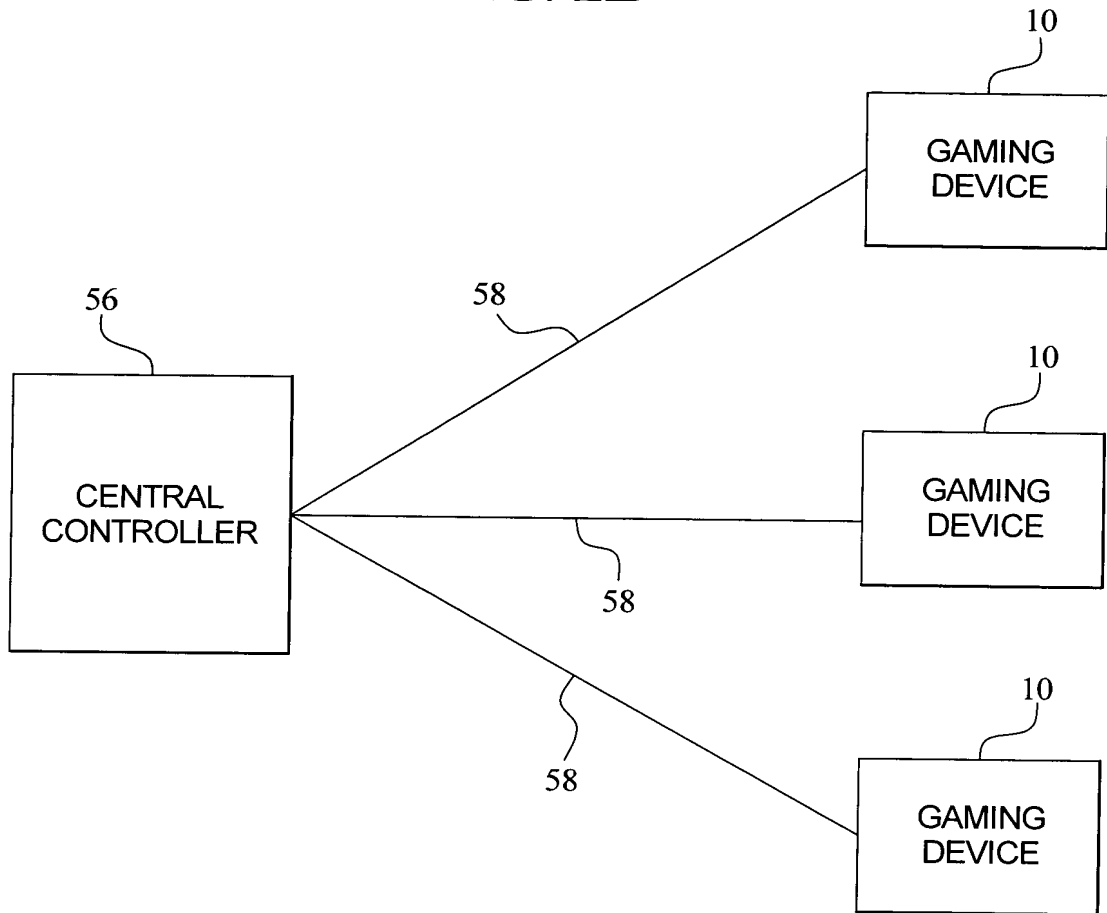 10
GAMING
DEVICE
58
56
10
CENTRAL
CONTROLLER
GAMING
DEVICE
58
10
58
GAMING
DEVICE